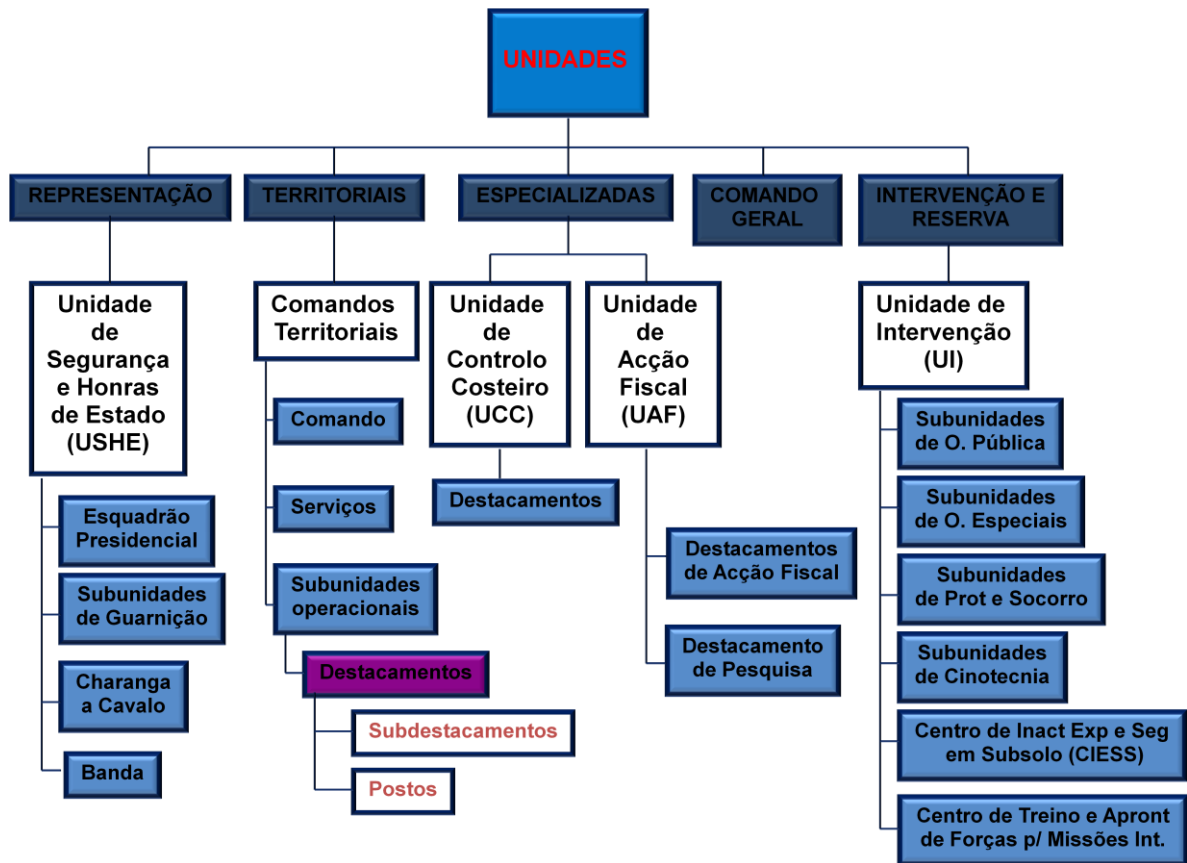 UNIDADES
REPRESENTAÇÃO
TERRITORIAIS
ESPECIALIZADAS
COMANDO
GERAL
INTERVENÇÃO E
RESERVA
Unidade
de
Segurança
e Honras
de Estado
(USHE)
Esquadrão
Presidencial
Subunidades
de Guarnição
Charanga
a Cavalo
Banda
Comandos
Territoriais
Comando
Serviços
Subunidades
operacionais
Destacamentos
Subdestacamentos
Postos
Unidade
de
Controlo
Costeiro
(UCC)
Destacamentos
Unidade
de
Acção
Fiscal
(UAF)
Destacamentos
de Acção Fiscal
Destacamento
de Pesquisa
Unidade de
Intervenção
(UI)
Subunidades
de O. Pública
Subunidades
de O. Especiais
Subunidades
de Prot e Socorro
Subunidades
de Cinotecnia
Centro de Inact Exp e Seg
em Subsolo (CIESS)
Centro de Treino e Apront
de Forças p/ Missões Int.